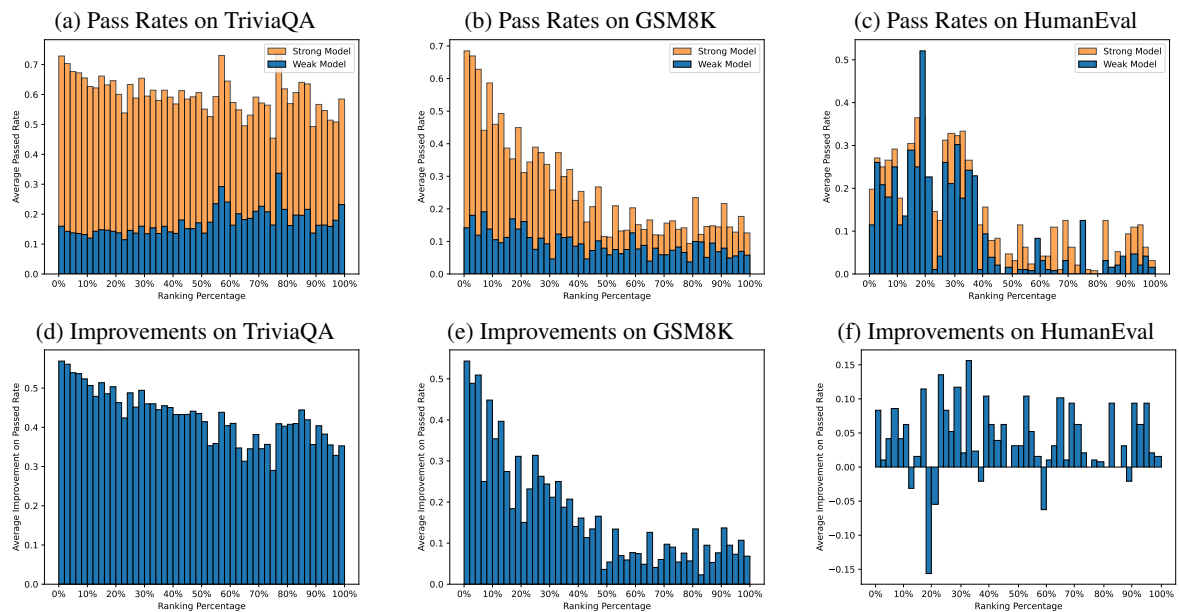 (a) Pass Rates on TriviaQA
Strong Model
Weak Model
Average Passed Rate
0.7
0.6
0.5
0.4
0.3
0.2
0.1
0.0
0% 10% 20% 30% 40% 50% 60% 70% 80% 90% 100%
Ranking Percentage
(b) Pass Rates on GSM8K
Strong Model
Weak Model
Average Passed Rate
0.7
0.6
0.5
0.4
0.3
0.2
0.1
0.0
0% 10% 20% 30% 40% 50% 60% 70% 80% 90% 100%
Ranking Percentage
(c) Pass Rates on HumanEval
Strong Model
Weak Model
Average Passed Rate
0.5
0.4
0.3
0.2
0.1
0.0
0% 10% 20% 30% 40% 50% 60% 70% 80% 90% 100%
Ranking Percentage
(d) Improvements on TriviaQA
Average Improvement on Passed Rate
0.5
0.4
0.3
0.2
0.1
0.0
0% 10% 20% 30% 40% 50% 60% 70% 80% 90% 100%
Ranking Percentage
(e) Improvements on GSM8K
Average Improvement on Passed Rate
0.5
0.4
0.3
0.2
0.1
0.0
0% 10% 20% 30% 40% 50% 60% 70% 80% 90% 100%
Ranking Percentage
(f) Improvements on HumanEval
Average Improvement on Passed Rate
0.15
0.10
0.05
0.00
−0.05
−0.10
−0.15
0% 10% 20% 30% 40% 50% 60% 70% 80% 90% 100%
Ranking Percentage